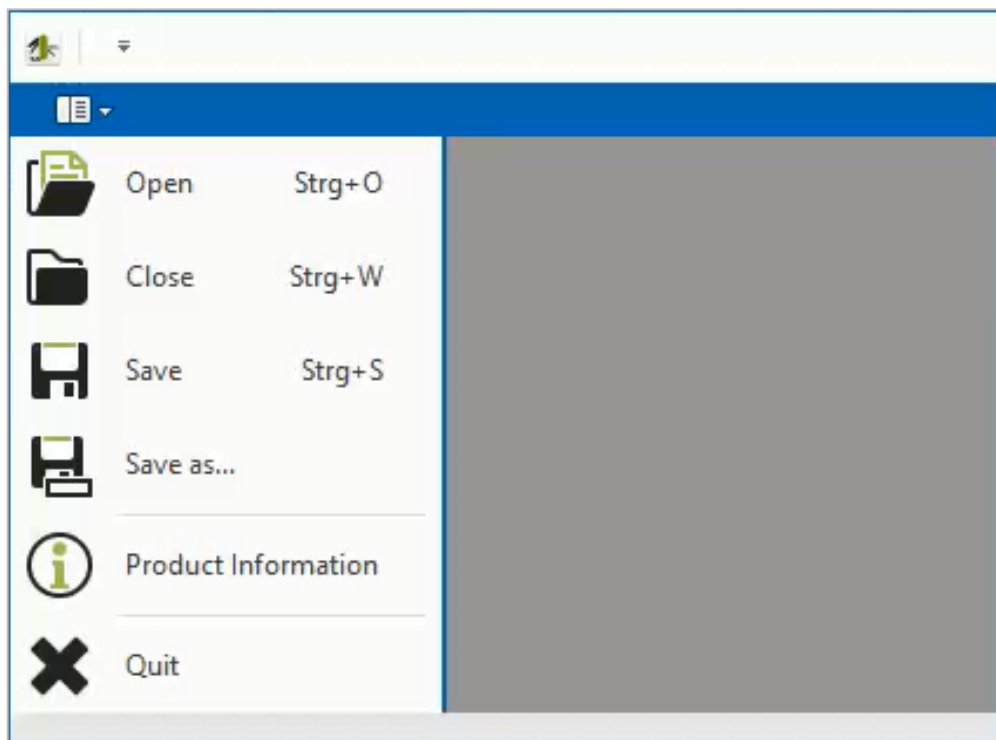 Open Strg+O
Close Strg+W
Save Strg+S
Save as...
Product Information
Quit